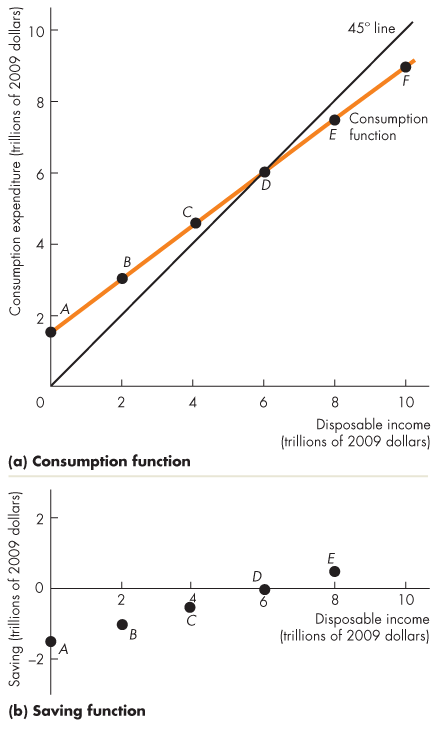 Consumption expenditure (trillions of 2009 dollars)
10
45° line
F
8
Consumption
function
E
6
D
C
4
B
A
2
0
2
4
6
8
10
Disposable income
(trillions of 2009 dollars)
(a) Consumption function
Saving (trillions of 2009 dollars)
2
E
D
0
2
4
6
8
10
C
B
A
Disposable income
(trillions of 2009 dollars)
–2
(b) Saving function